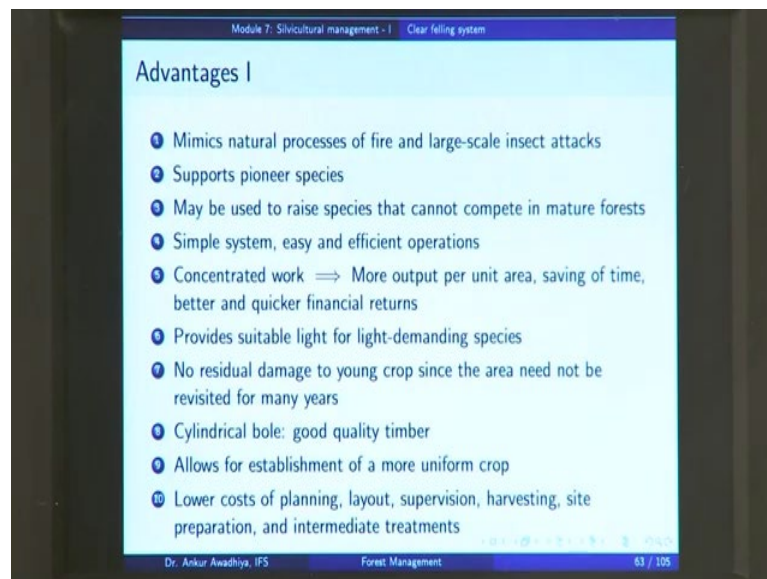 Module 7: Silvicultural management - I Clear felling system
Advantages I
1 Mimics natural processes of fire and large-scale insect attacks
2 Supports pioneer species
3 May be used to raise species that cannot compete in mature forests
4 Simple system, easy and efficient operations
5 Concentrated work ⟹ More output per unit area, saving of time,
better and quicker financial returns
6 Provides suitable light for light-demanding species
7 No residual damage to young crop since the area need not be
revisited for many years
8 Cylindrical bole: good quality timber
9 Allows for establishment of a more uniform crop
10 Lower costs of planning, layout, supervision, harvesting, site
preparation, and intermediate treatments
Dr. Ankur Awadhiya, IFS Forest Management 63 / 105